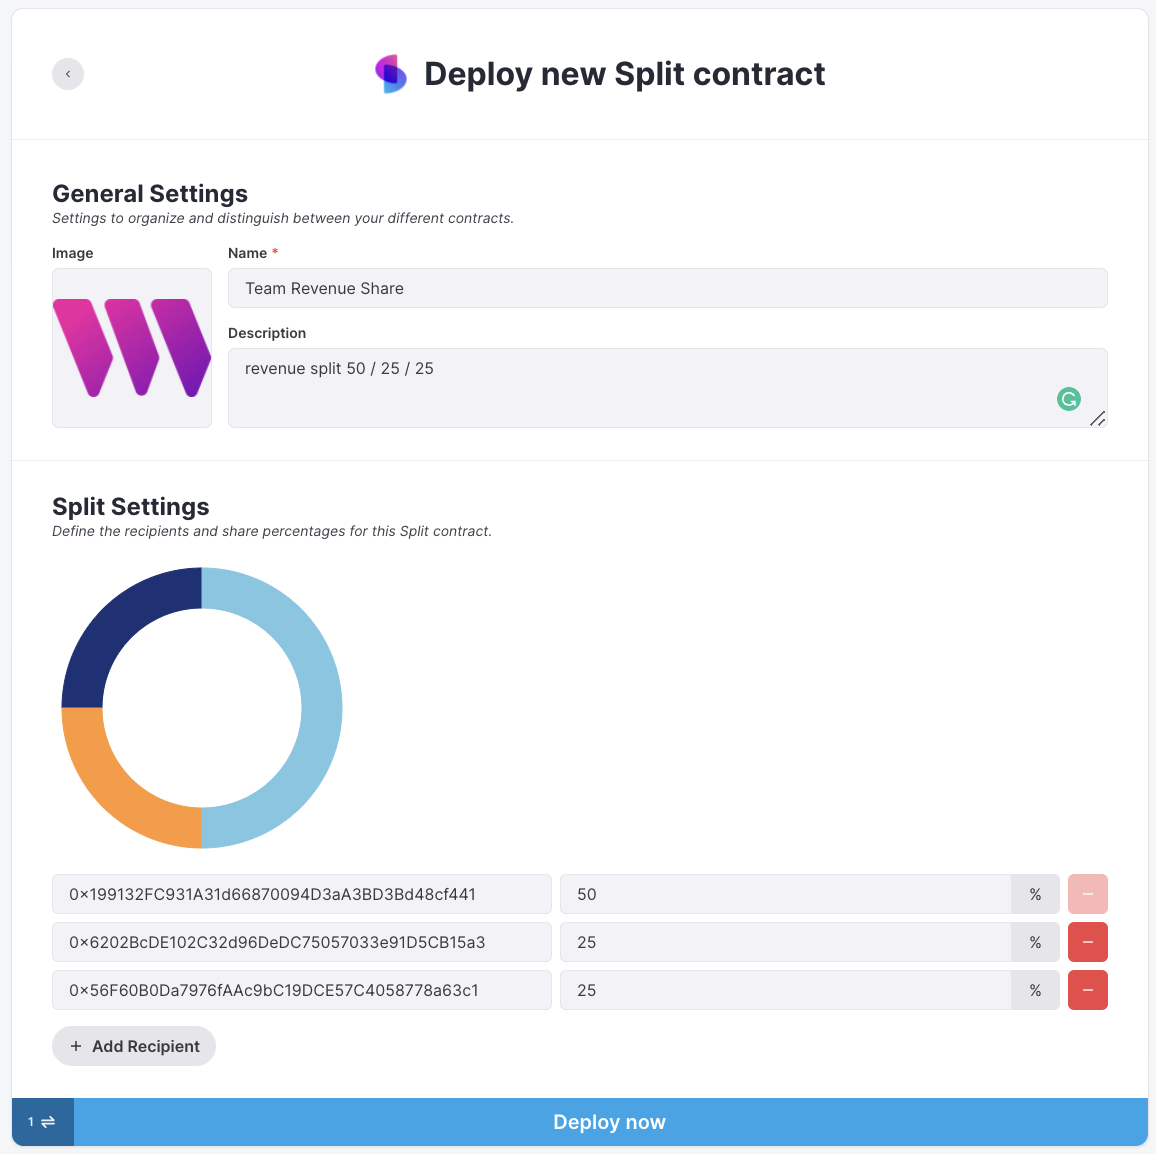 Deploy new Split contract
General Settings
Settings to organize and distinguish between your different contracts.
Image
Name *
Team Revenue Share
Description
revenue split 50 / 25 / 25
Split Settings
Define the recipients and share percentages for this Split contract.
0x199132FC931A31d66870094D3aA3BD3Bd48cf441 50 %
0x6202BcDE102C32d96DeDC75057033e91D5CB15a3 25 %
0x56F60B0Da7976fAAc9bC19DCE57C4058778a63c1 25 %
+ Add Recipient
1 Deploy now